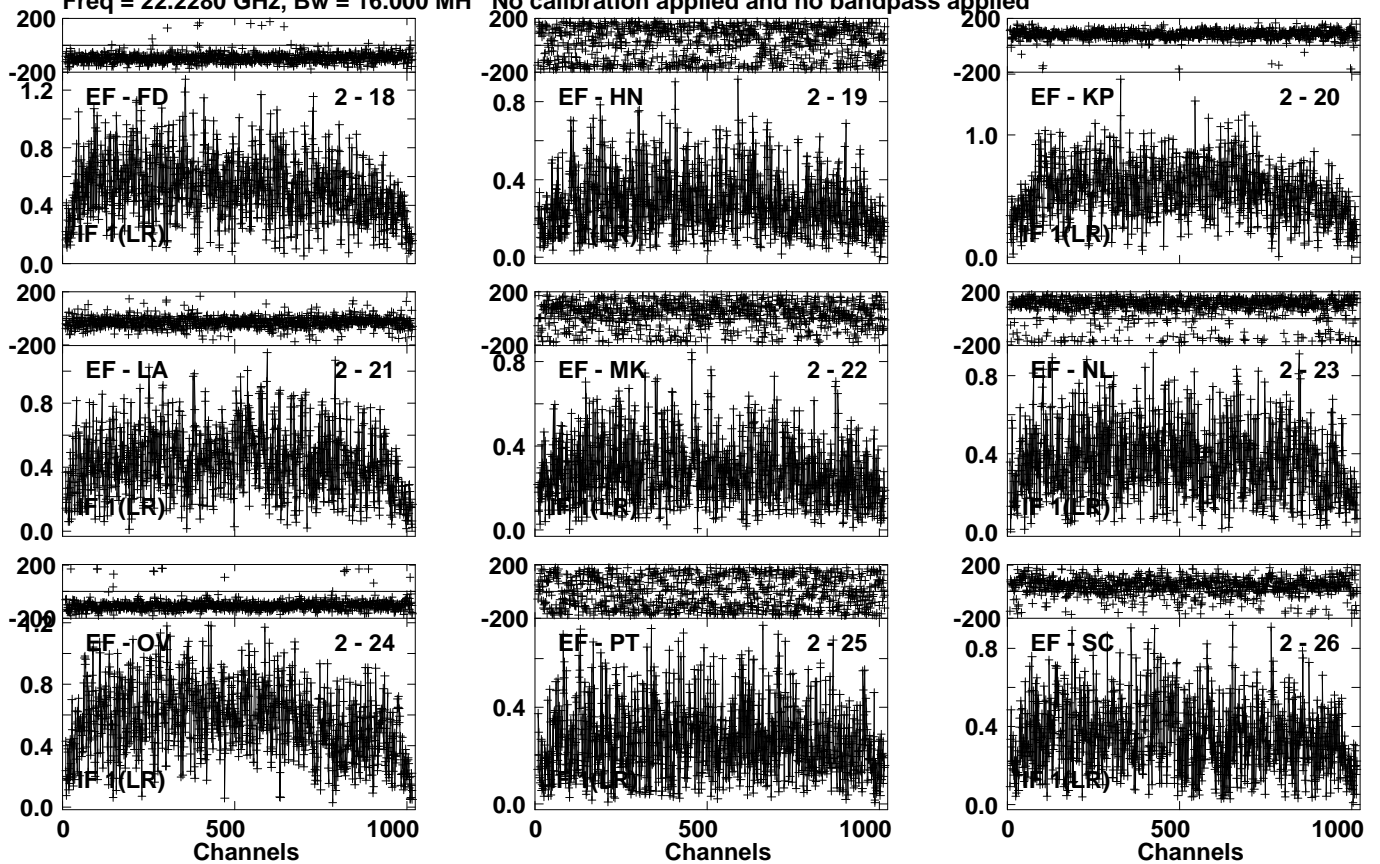 Freq = 22.2280 GHz, Bw = 16.000 MH No calibration applied and no bandpass applied
200
-200
EF - FD 2 - 18
1.2
0.8
0.4
IF 1(LR)
0.0
200
-200
EF - HN 2 - 19
0.8
0.4
IF 1(LR)
0.0
200
-200
EF - KP 2 - 20
1.0
IF 1(LR)
0.0
200
-200
EF - LA 2 - 21
0.8
0.4
IF 1(LR)
0.0
200
-200
0.8
EF - MK 2 - 22
0.4
IF 1(LR)
0.0
200
-200
EF - NL 2 - 23
0.8
0.4
IF 1(LR)
0.0
200
-200
1.2
EF - OV 2 - 24
0.8
0.4
IF 1(LR)
0.0
0 500 1000
Channels
200
-200
EF - PT 2 - 25
0.4
IF 1(LR)
0.0
0 500 1000
Channels
200
-200
EF - SC 2 - 26
0.8
0.4
IF 1(LR)
0.0
0 500 1000
Channels